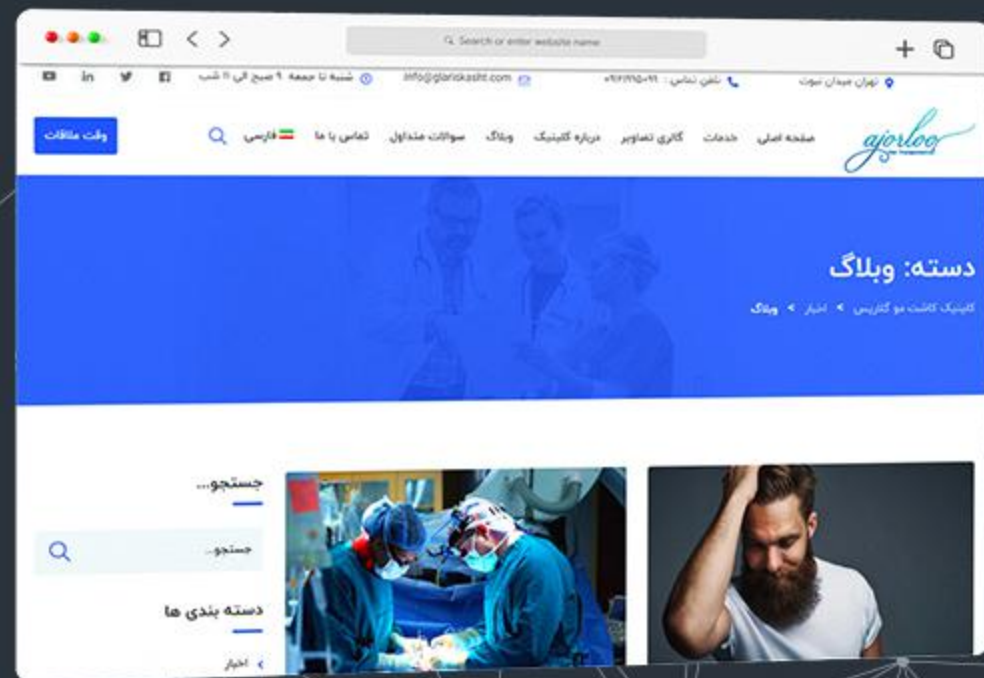 Search or enter website name
تهران میدان نبوت
تلفن تماس :
info@glariskasht.com
شنبه تا جمعه ۹ صبح الی ۱۱ شب
ajorloo
صفحه اصلی
خدمات
گالری تصاویر
درباره کلینیک
وبلاگ
سوالات متداول
تماس با ما
فارسی
وقت ملاقات
دسته: وبلاگ
کلینیک کاشت مو گلاریس > اخبار > وبلاگ
جستجو...
جستجو...
دسته بندی ها
اخبار